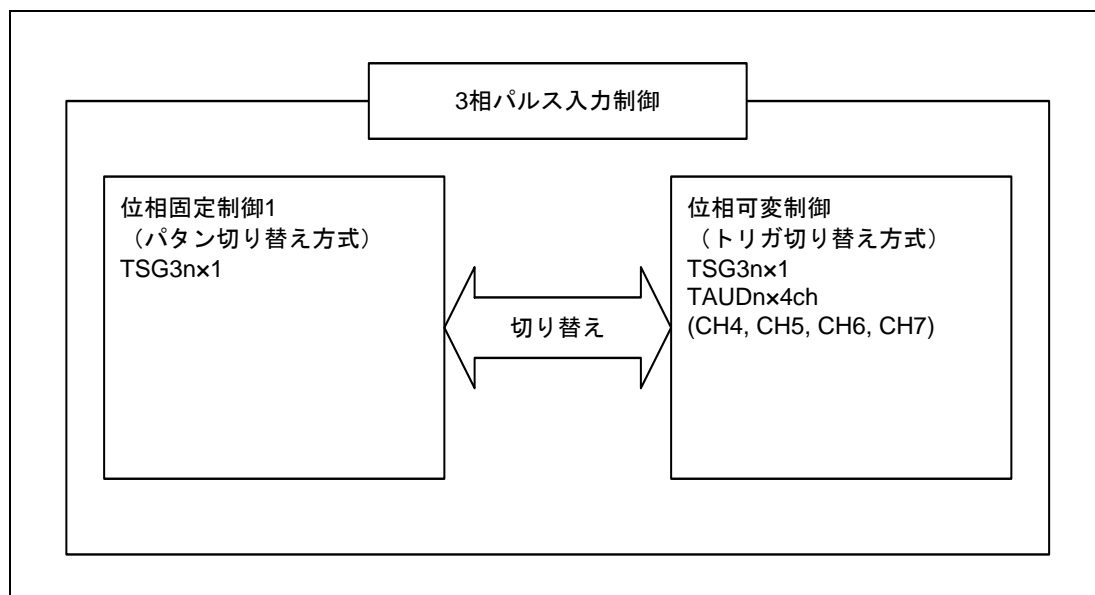 3相パルス入力制御
位相固定制御1
（パタン切り替え方式）
TSG3n×1
切り替え
位相可変制御
（トリガ切り替え方式）
TSG3n×1
TAUDn×4ch
(CH4, CH5, CH6, CH7)